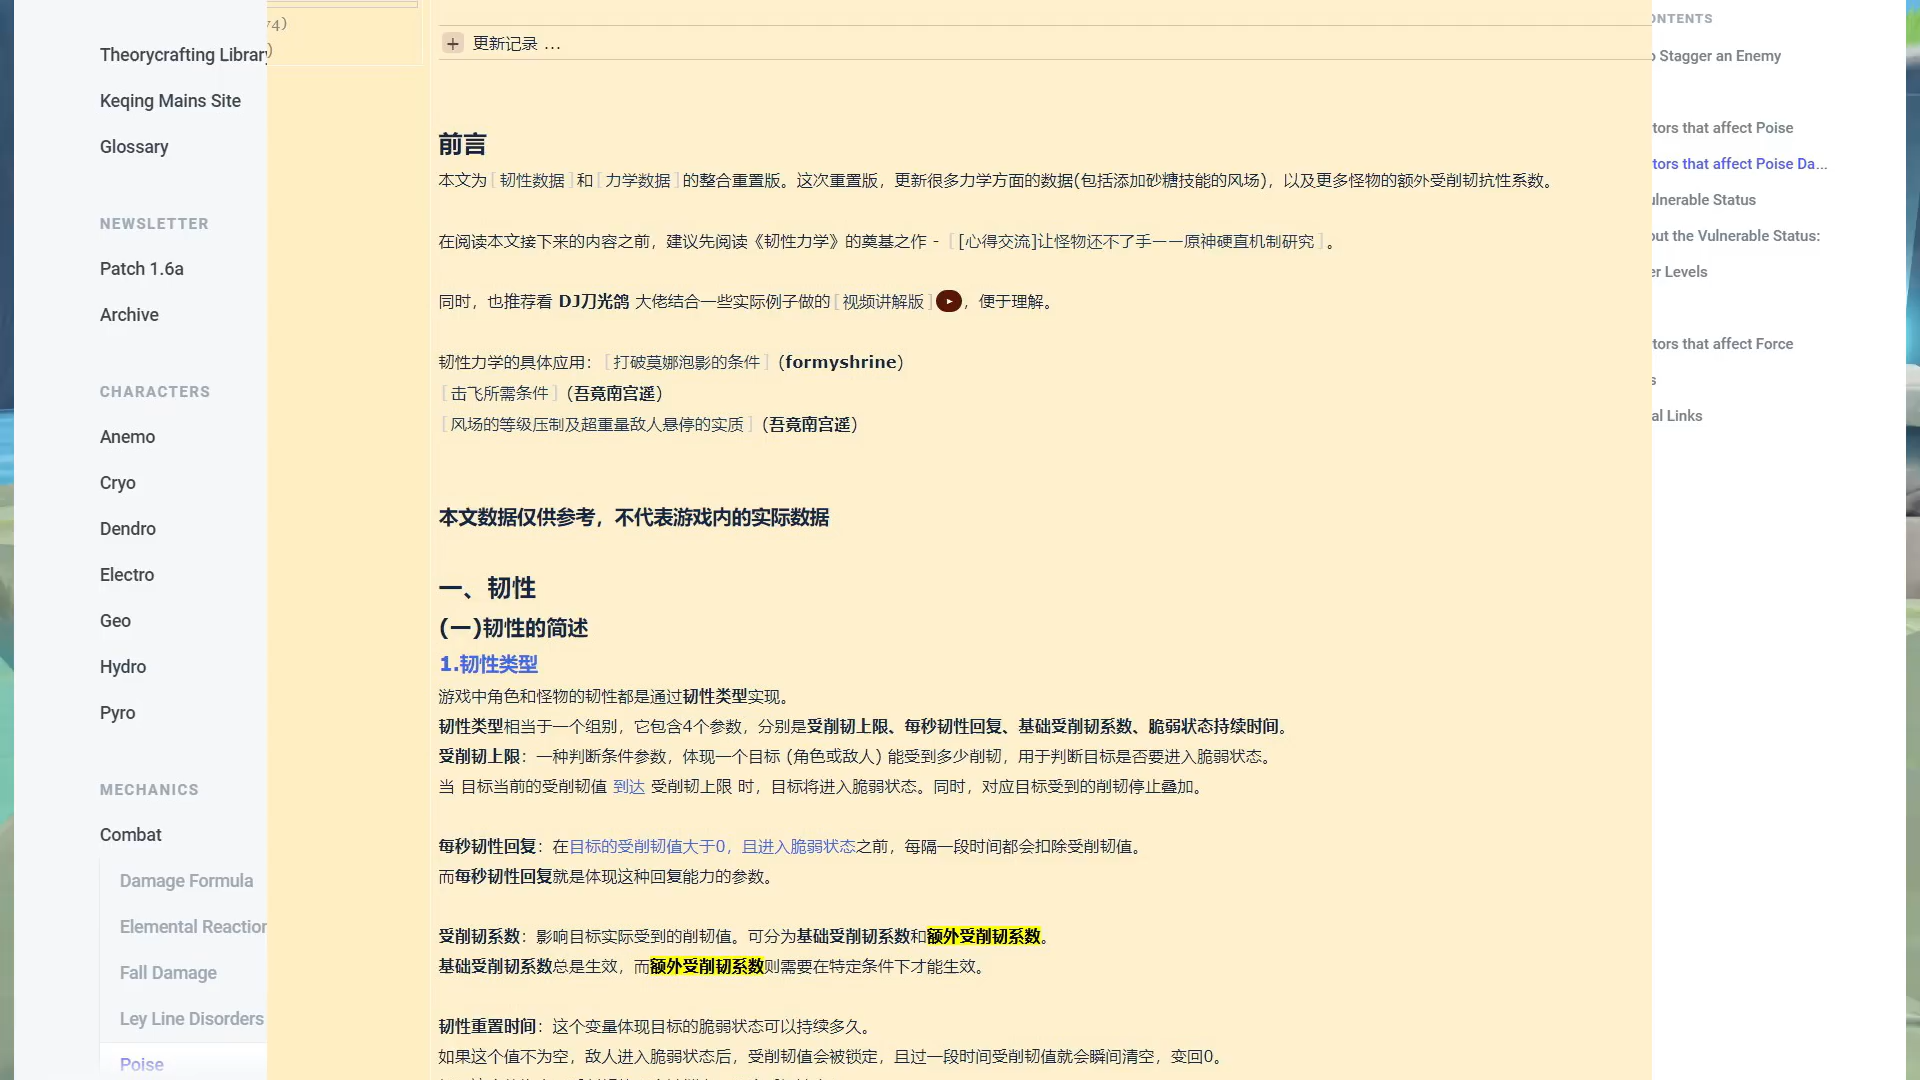 Theorycrafting Library
Keqing Mains Site
Glossary
NEWSLETTER
Patch 1.6a
Archive
CHARACTERS
Anemo
Cryo
Dendro
Electro
Geo
Hydro
Pyro
MECHANICS
Combat
Damage Formula
Elemental Reaction
Fall Damage
Ley Line Disorders
Poise
更新记录 ...
前言
本文为[韧性数据]和[力学数据]的整合重置版。这次重置版，更新很多力学方面的数据(包括添加砂糖技能的风场)，以及更多怪物的额外受削韧抗性系数。
在阅读本文接下来的内容之前，建议先阅读《韧性力学》的奠基之作 - [[心得交流]让怪物还不了手一一原神硬直机制研究]。
同时，也推荐看 DJ刀光鸽 大佬结合一些实际例子做的[视频讲解版]，便于理解。
韧性力学的具体应用：[打破莫娜泡影的条件]（formyshrine）
[击飞所需条件]（吾竟南宫遥）
[风场的等级压制及超重量敌人悬停的实质]（吾竟南宫遥）
本文数据仅供参考，不代表游戏内的实际数据
一、韧性
(一)韧性的简述
1.韧性类型
游戏中角色和怪物的韧性都是通过韧性类型实现。
韧性类型相当于一个组别，它包含4个参数，分别是受削韧上限、每秒韧性回复、基础受削韧系数、脆弱状态持续时间。
受削韧上限：一种判断条件参数，体现一个目标 (角色或敌人) 能受到多少削韧，用于判断目标是否要进入脆弱状态。
当 目标当前的受削韧值 到达 受削韧上限 时，目标将进入脆弱状态。同时，对应目标受到的削韧停止叠加。
每秒韧性回复：在目标的受削韧值大于0，且进入脆弱状态之前，每隔一段时间都会扣除受削韧值。
而每秒韧性回复就是体现这种回复能力的参数。
受削韧系数：影响目标实际受到的削韧值。可分为基础受削韧系数和额外受削韧系数。
基础受削韧系数总是生效，而额外受削韧系数则需要在特定条件下才能生效。
韧性重置时间：这个变量体现目标的脆弱状态可以持续多久。
如果这个值不为空，敌人进入脆弱状态后，受削韧值会被锁定，且过一段时间受削韧值就会瞬间清空，变回0。
ONTENTS
o Stagger an Enemy
tors that affect Poise
tors that affect Poise Da...
ulnerable Status
out the Vulnerable Status:
er Levels
tors that affect Force
s
al Links